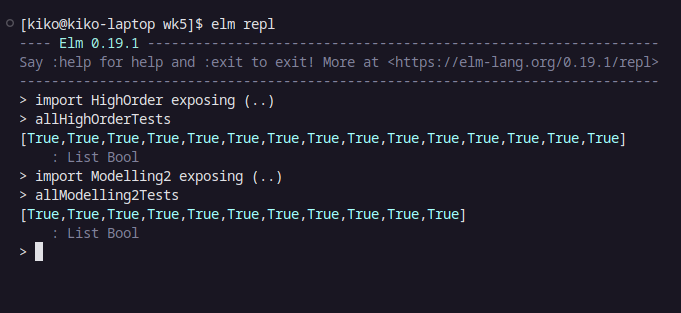 [kiko@kiko-laptop wk5]$ elm repl
---- Elm 0.19.1 ----------------------------------------------------------------
Say :help for help and :exit to exit! More at <https://elm-lang.org/0.19.1/repl>
--------------------------------------------------------------------------------
> import HighOrder exposing (..)
> allHighOrderTests
[True,True,True,True,True,True,True,True,True,True,True,True,True,True,True]
    : List Bool
> import Modelling2 exposing (..)
> allModelling2Tests
[True,True,True,True,True,True,True,True,True,True,True]
    : List Bool
>